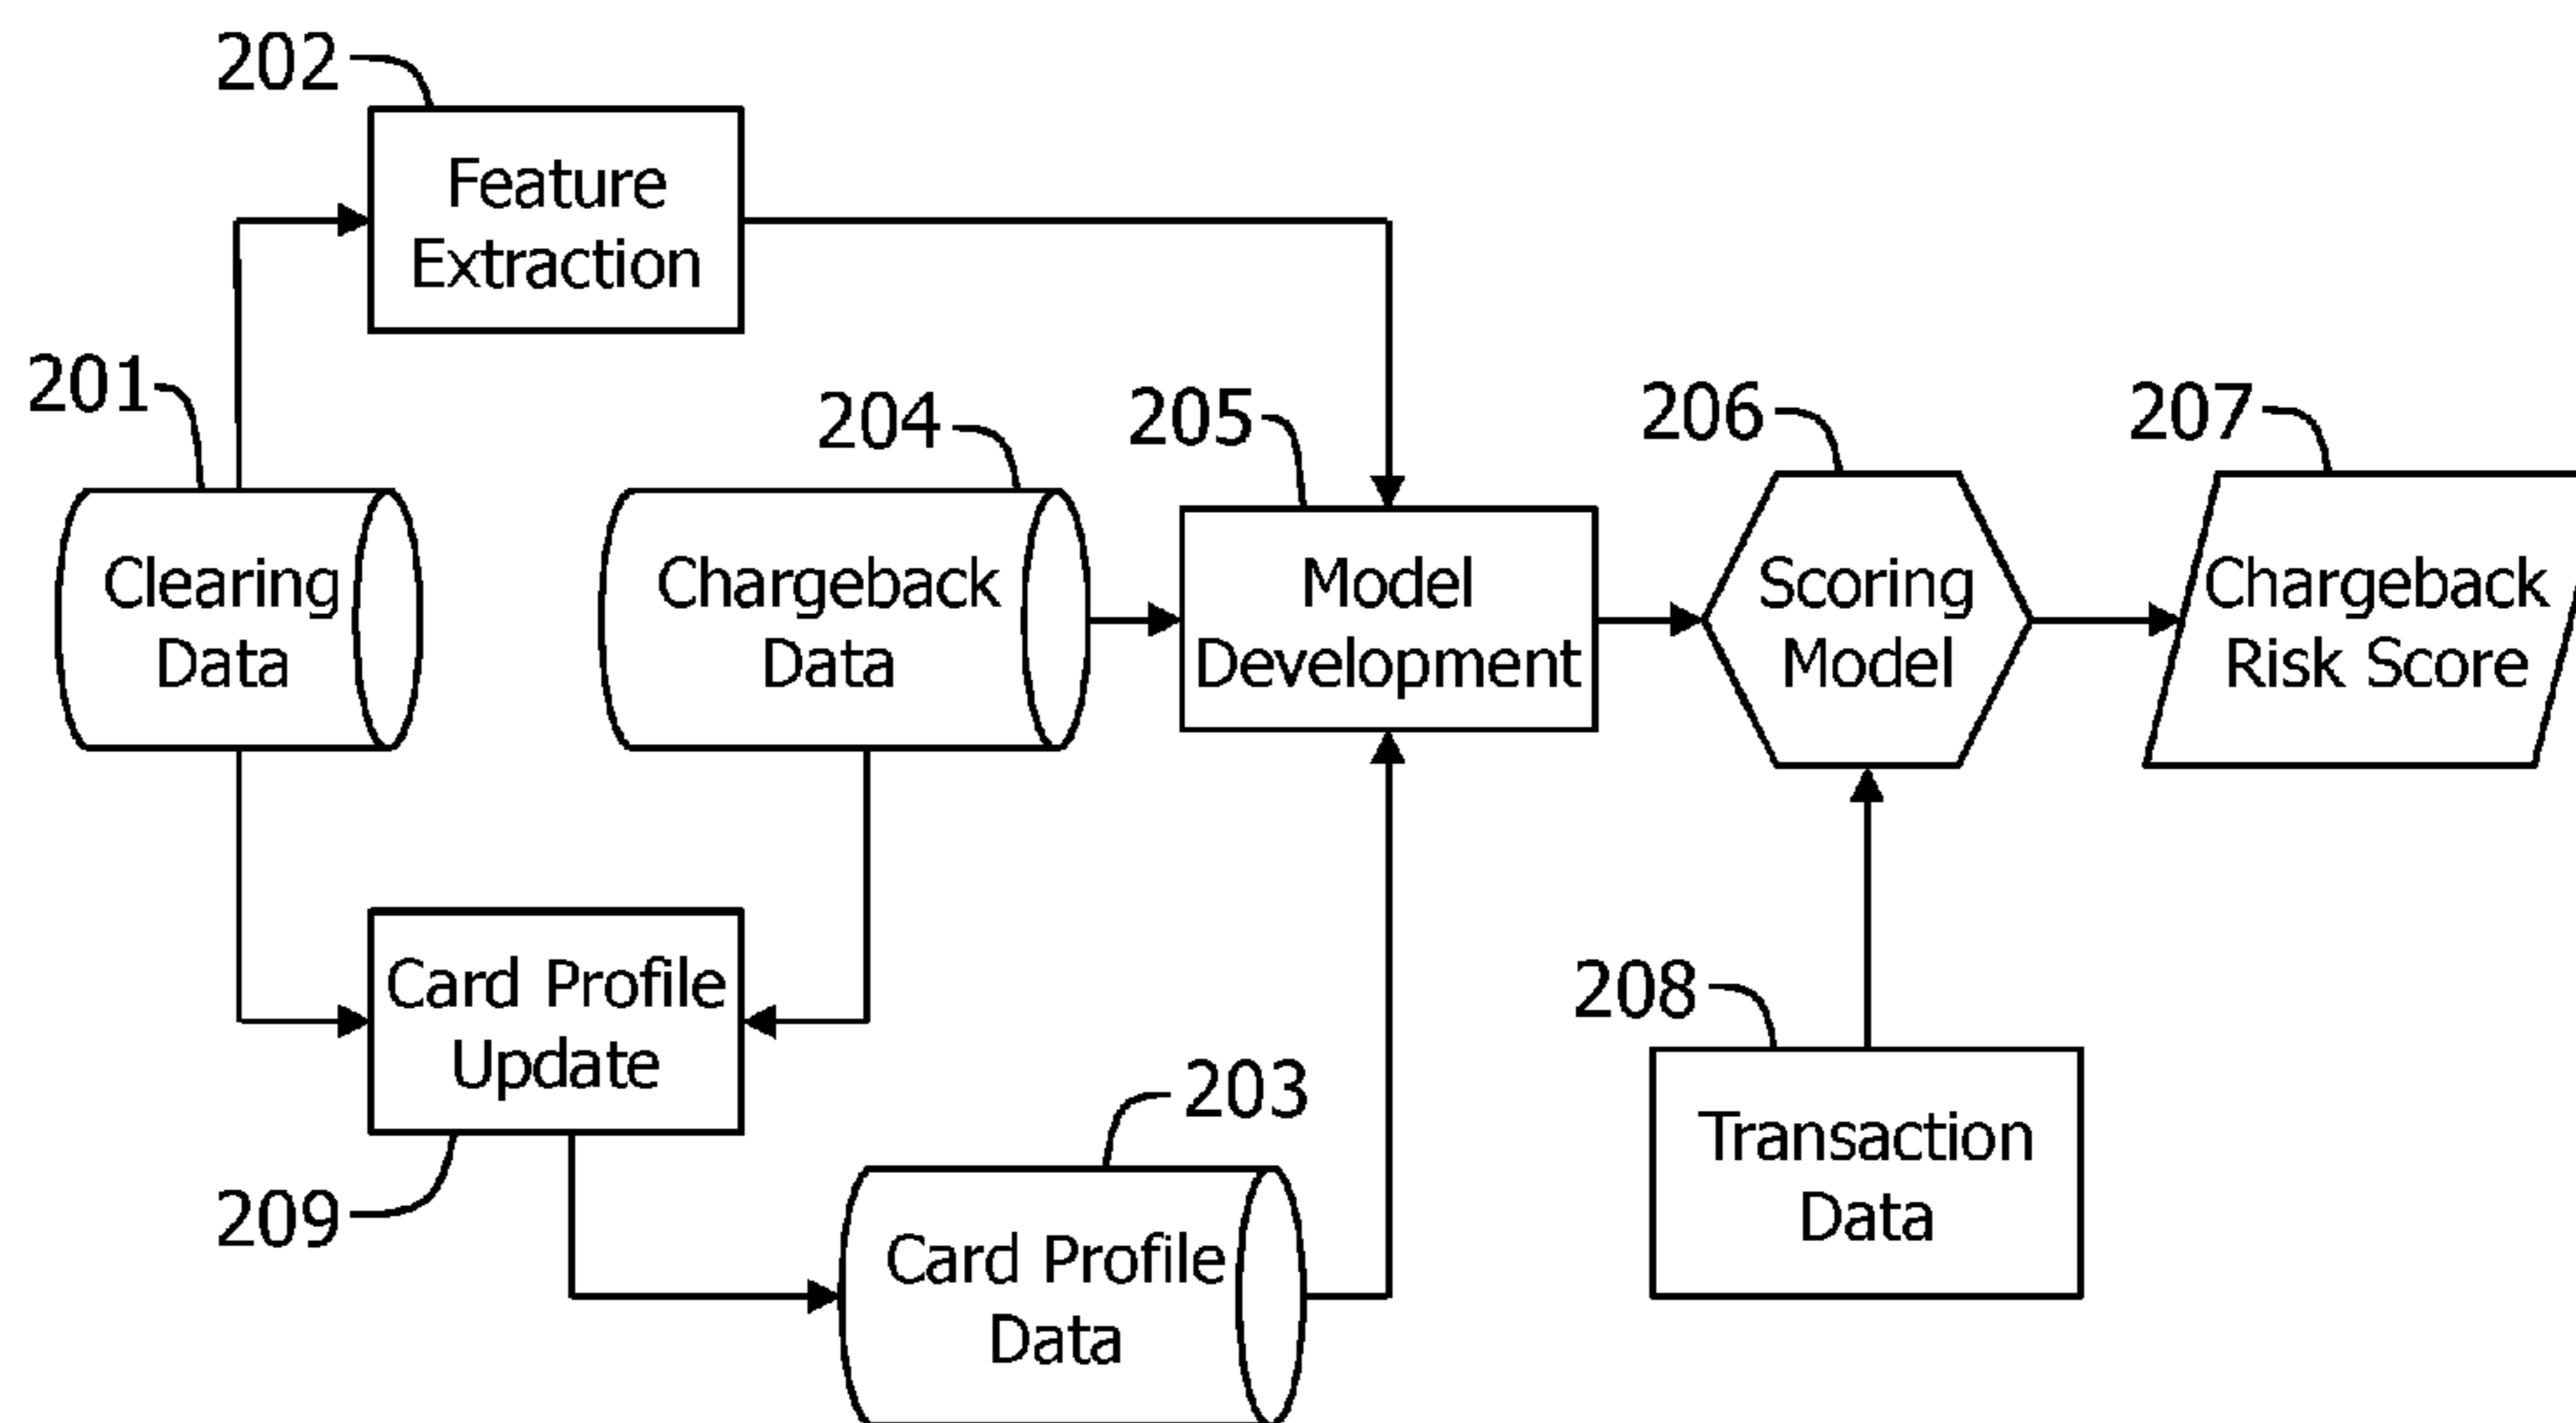 202
Feature
Extraction
201
204
205
206
207
Clearing
Data
Chargeback
Data
Model
Development
Scoring
Model
Chargeback
Risk Score
Card Profile
Update
209
203
Card Profile
Data
208
Transaction
Data